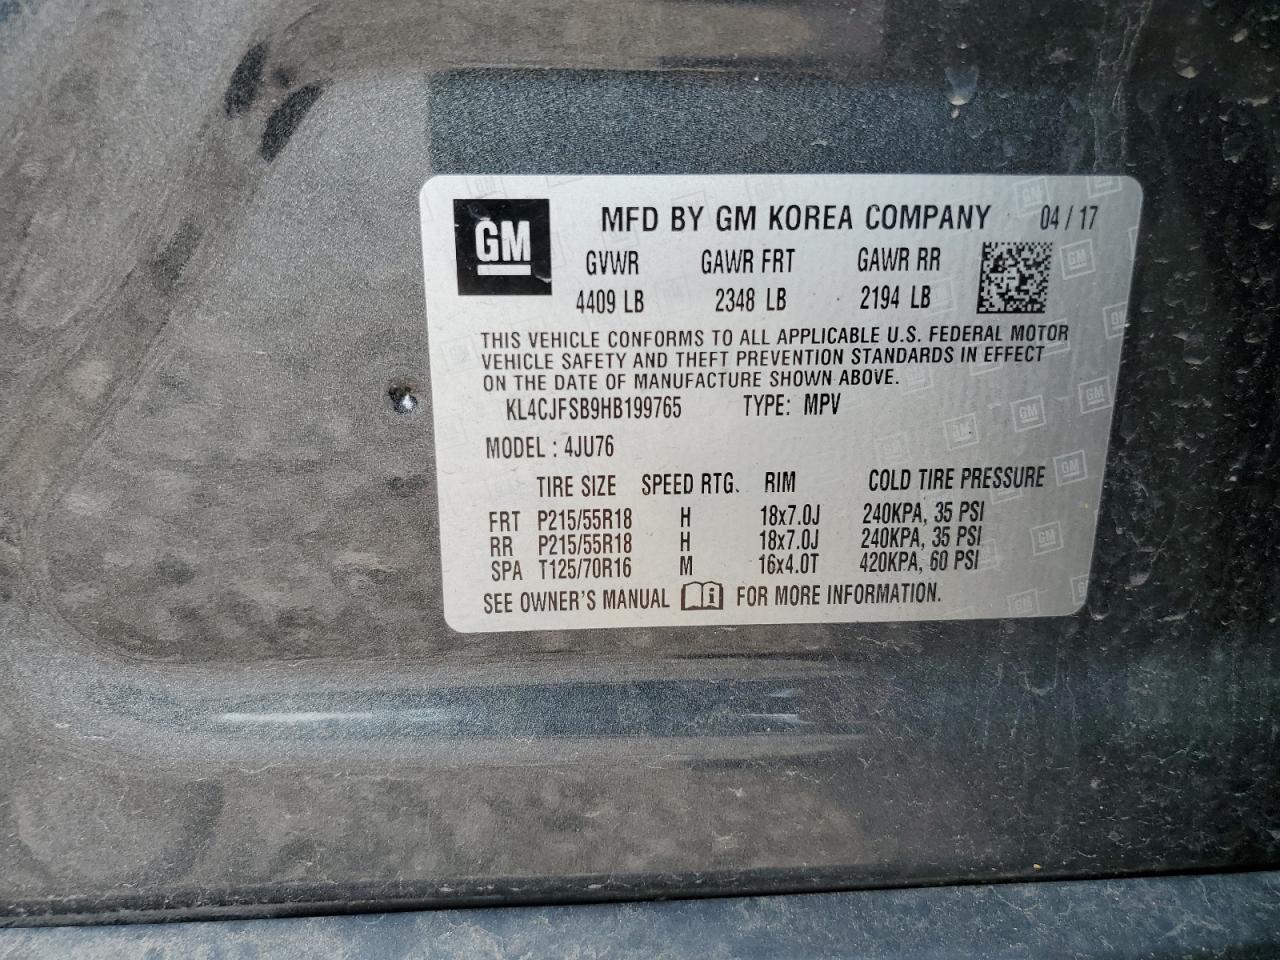 GM MFD BY GM KOREA COMPANY 04 / 17
GVWR GAWR FRT GAWR RR
4409 LB 2348 LB 2194 LB
THIS VEHICLE CONFORMS TO ALL APPLICABLE U.S. FEDERAL MOTOR
VEHICLE SAFETY AND THEFT PREVENTION STANDARDS IN EFFECT
ON THE DATE OF MANUFACTURE SHOWN ABOVE.
KL4CJFSB9HB199765 TYPE: MPV
MODEL : 4JU76
TIRE SIZE SPEED RTG. RIM COLD TIRE PRESSURE
FRT P215/55R18 H 18x7.0J 240KPA, 35 PSI
RR P215/55R18 H 18x7.0J 240KPA, 35 PSI
SPA T125/70R16 M 16x4.0T 420KPA, 60 PSI
SEE OWNER'S MANUAL i FOR MORE INFORMATION.